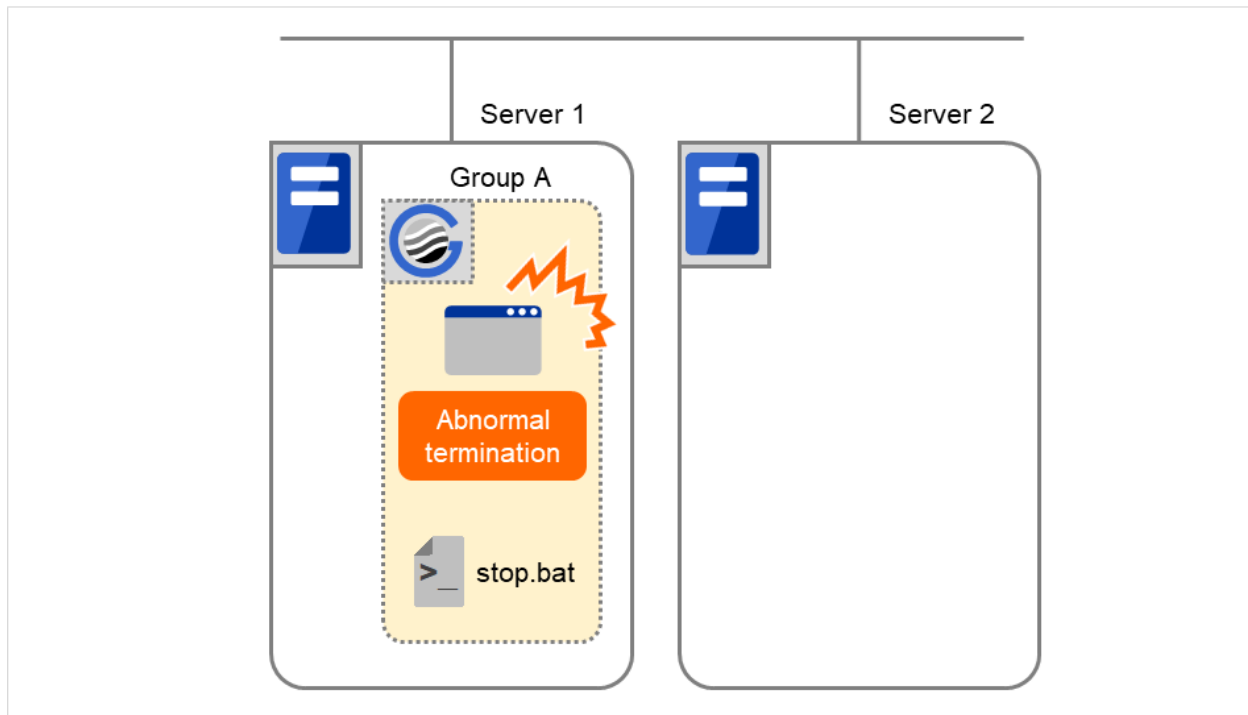 Server 1
Server 2
Group A
Abnormal
termination
>_
stop.bat